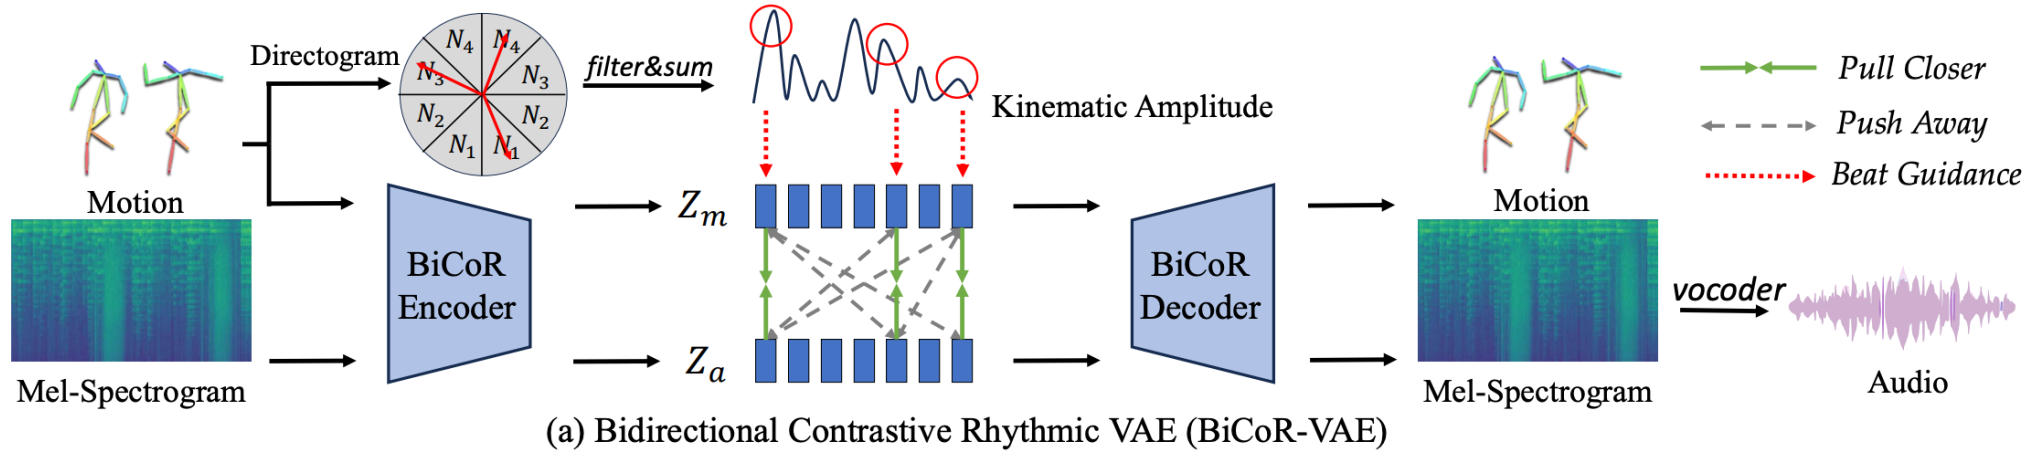 Directogram
N4 N4
N3 N3
N2 N2
N1 N1
filter&sum
Kinematic Amplitude
Pull Closer
Push Away
Beat Guidance
Motion
BiCoR
Encoder
Zm
Za
BiCoR
Decoder
Motion
vocoder
Mel-Spectrogram
Mel-Spectrogram
Audio
(a) Bidirectional Contrastive Rhythmic VAE (BiCoR-VAE)